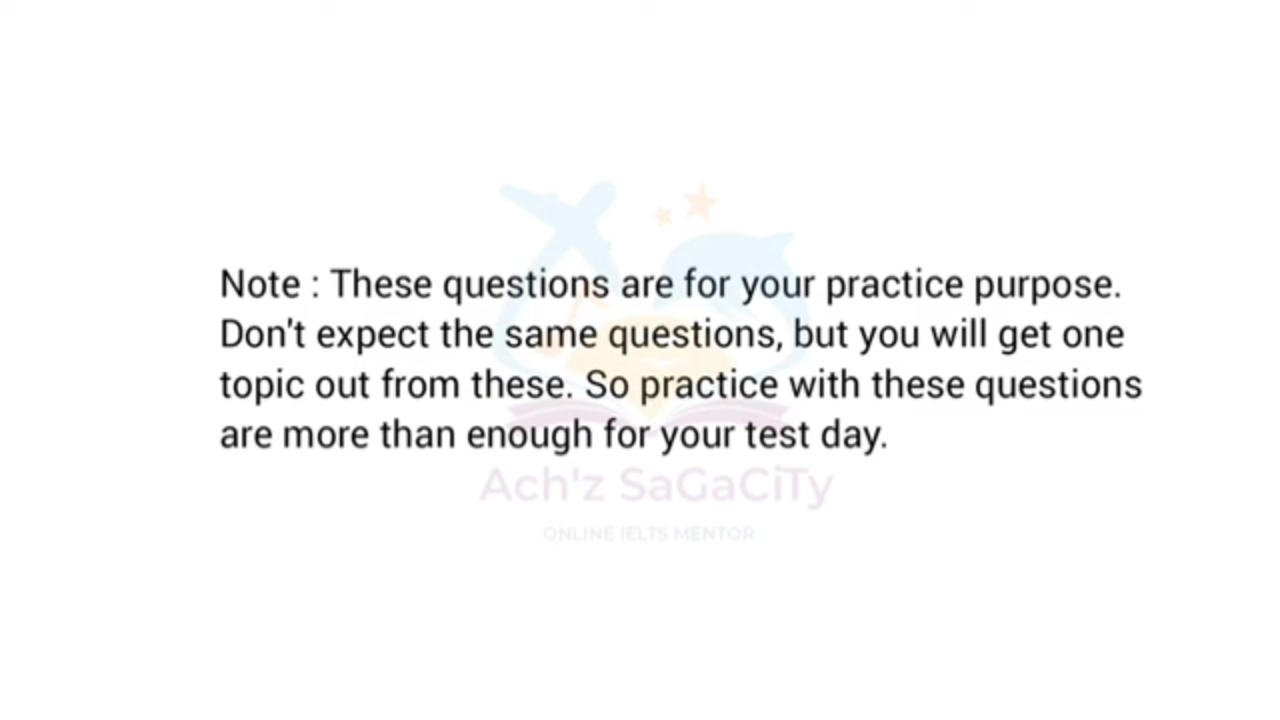 Note : These questions are for your practice purpose.
Don't expect the same questions, but you will get one
topic out from these. So practice with these questions
are more than enough for your test day.
Ach'z SaGaCiTy
ONLINE IELTS MENTOR